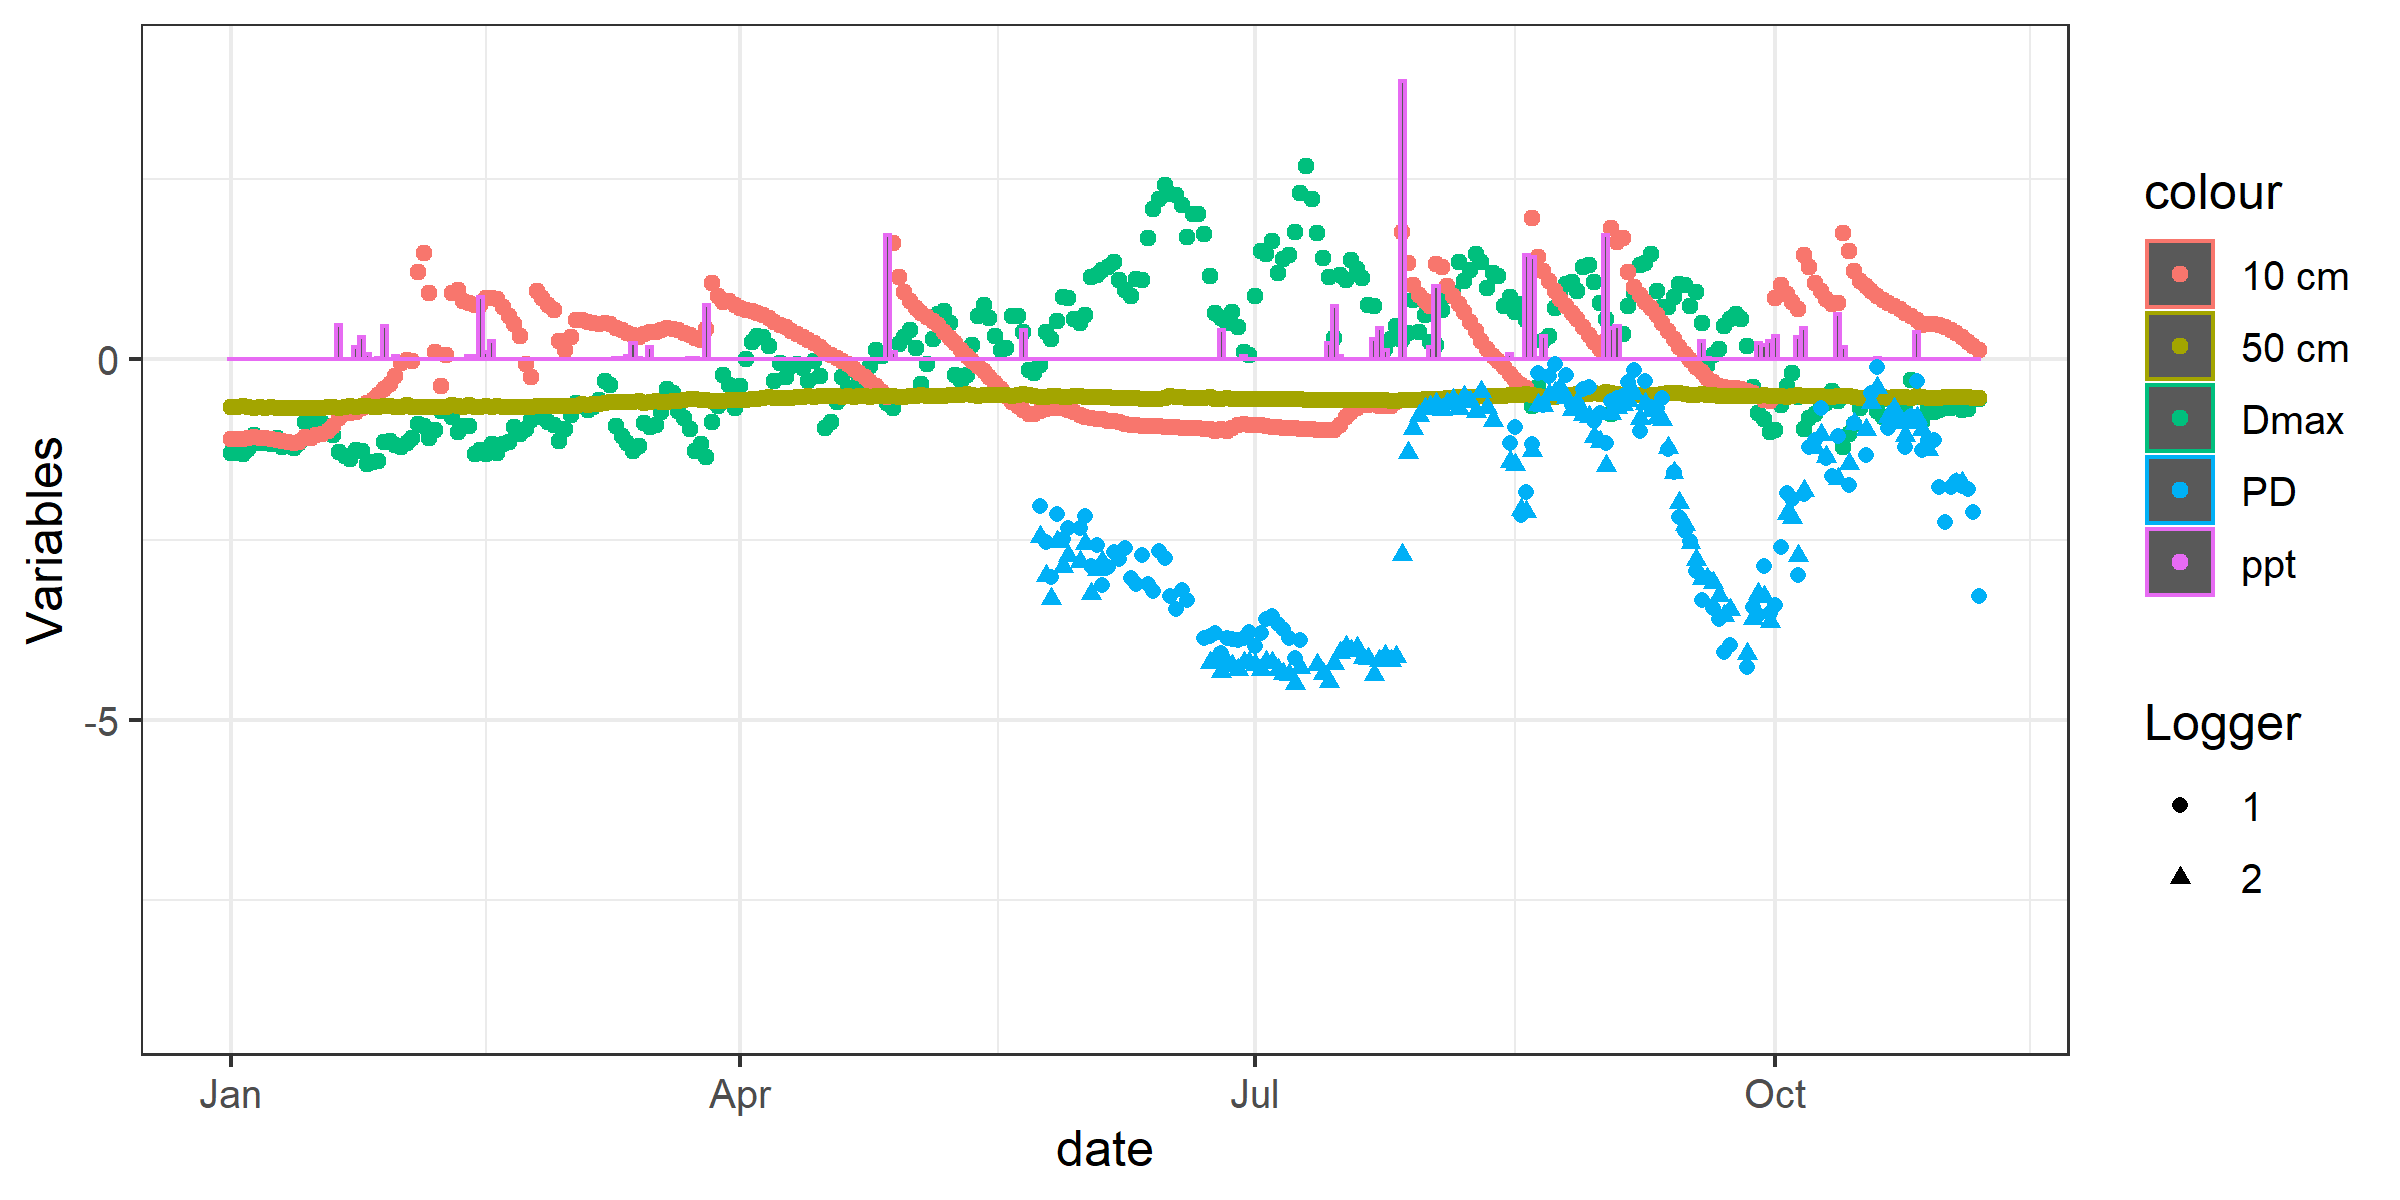 Variables
0
-5
Jan Apr Jul Oct
date
colour
10 cm
50 cm
Dmax
PD
ppt
Logger
1
2